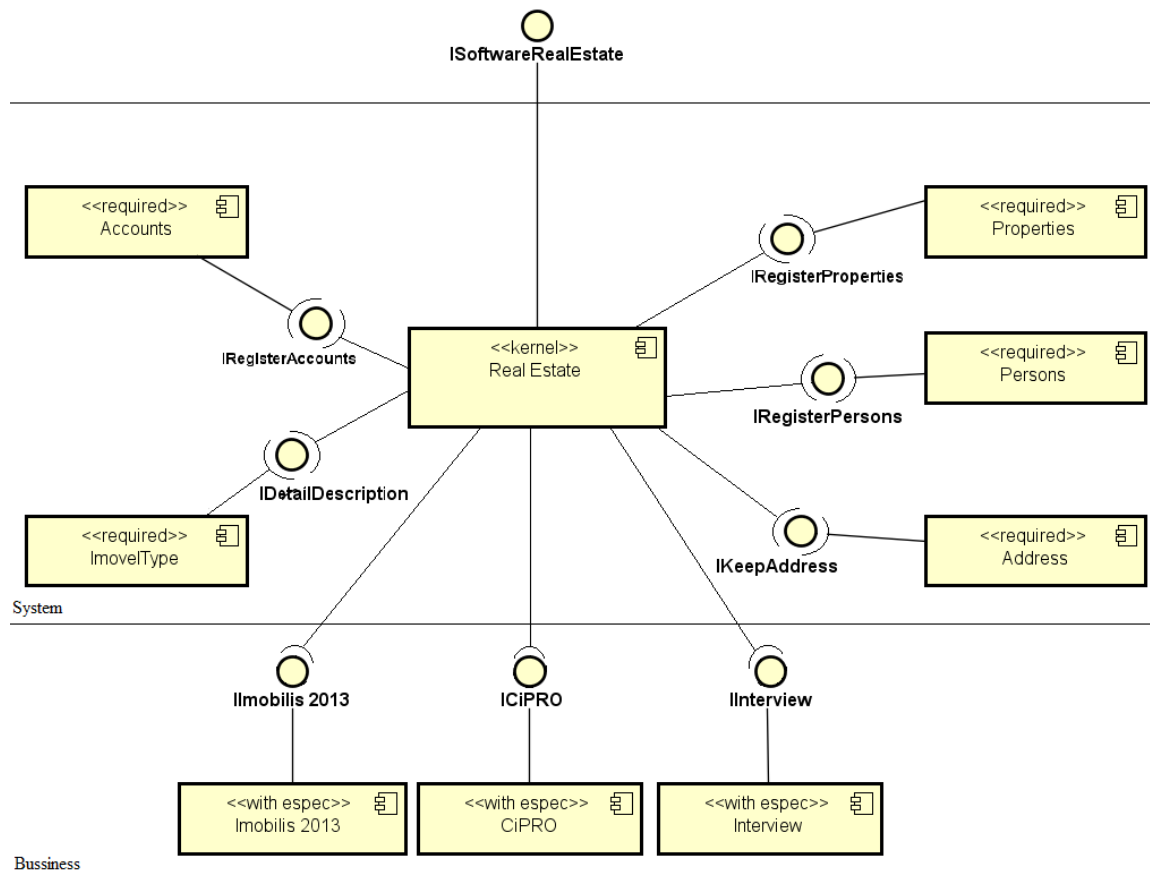 ISoftwareRealEstate
<<required>>
Accounts
<<required>>
Properties
IRegisterProperties
IRegisterAccounts
<<kernel>>
Real Estate
<<required>>
Persons
IRegisterPersons
IDetailDescription
<<required>>
ImovelType
<<required>>
Address
IKeepAddress
System
IImobilis 2013
ICiPRO
IInterview
<<with espec>>
Imobilis 2013
<<with espec>>
CiPRO
<<with espec>>
Interview
Bussiness